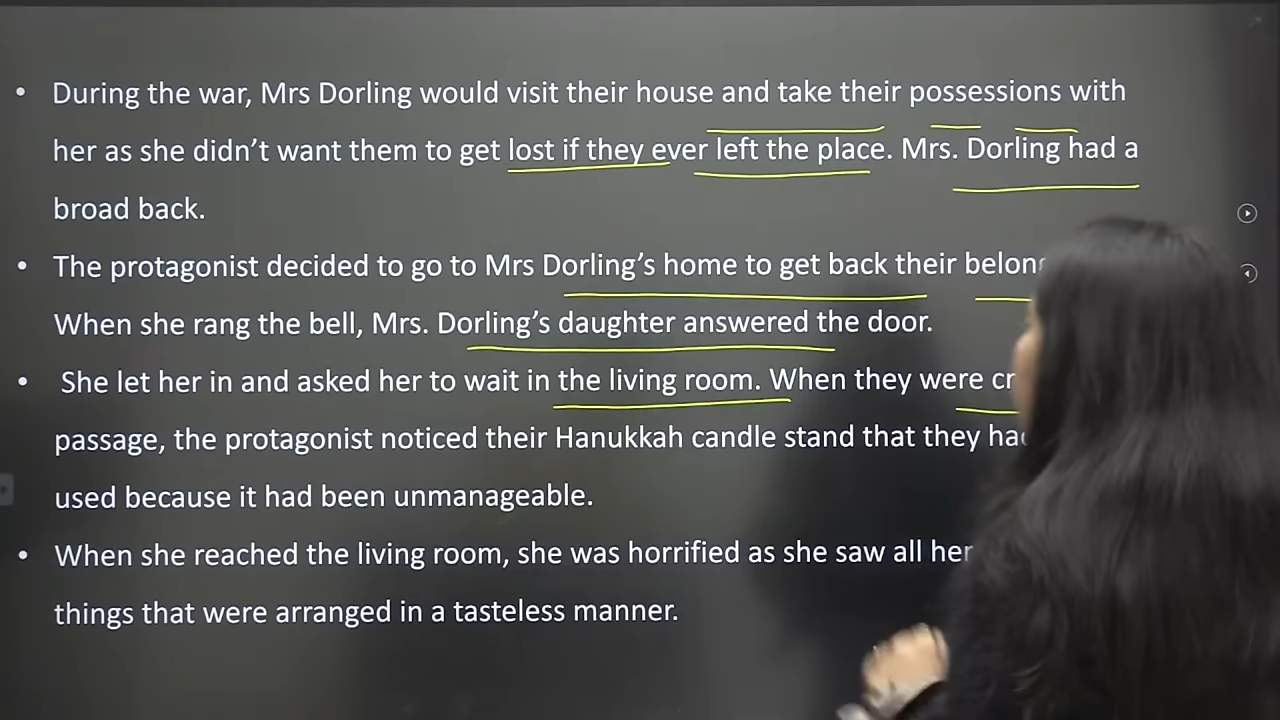 • During the war, Mrs Dorling would visit their house and take their possessions with
her as she didn't want them to get lost if they ever left the place. Mrs. Dorling had a
broad back.
• The protagonist decided to go to Mrs Dorling's home to get back their
When she rang the bell, Mrs. Dorling's daughter answered the door.
• She let her in and asked her to wait in the living room. When they were
passage, the protagonist noticed their Hanukkah candle stand that they
used because it had been unmanageable.
• When she reached the living room, she was horrified as she saw all her
things that were arranged in a tasteless manner.